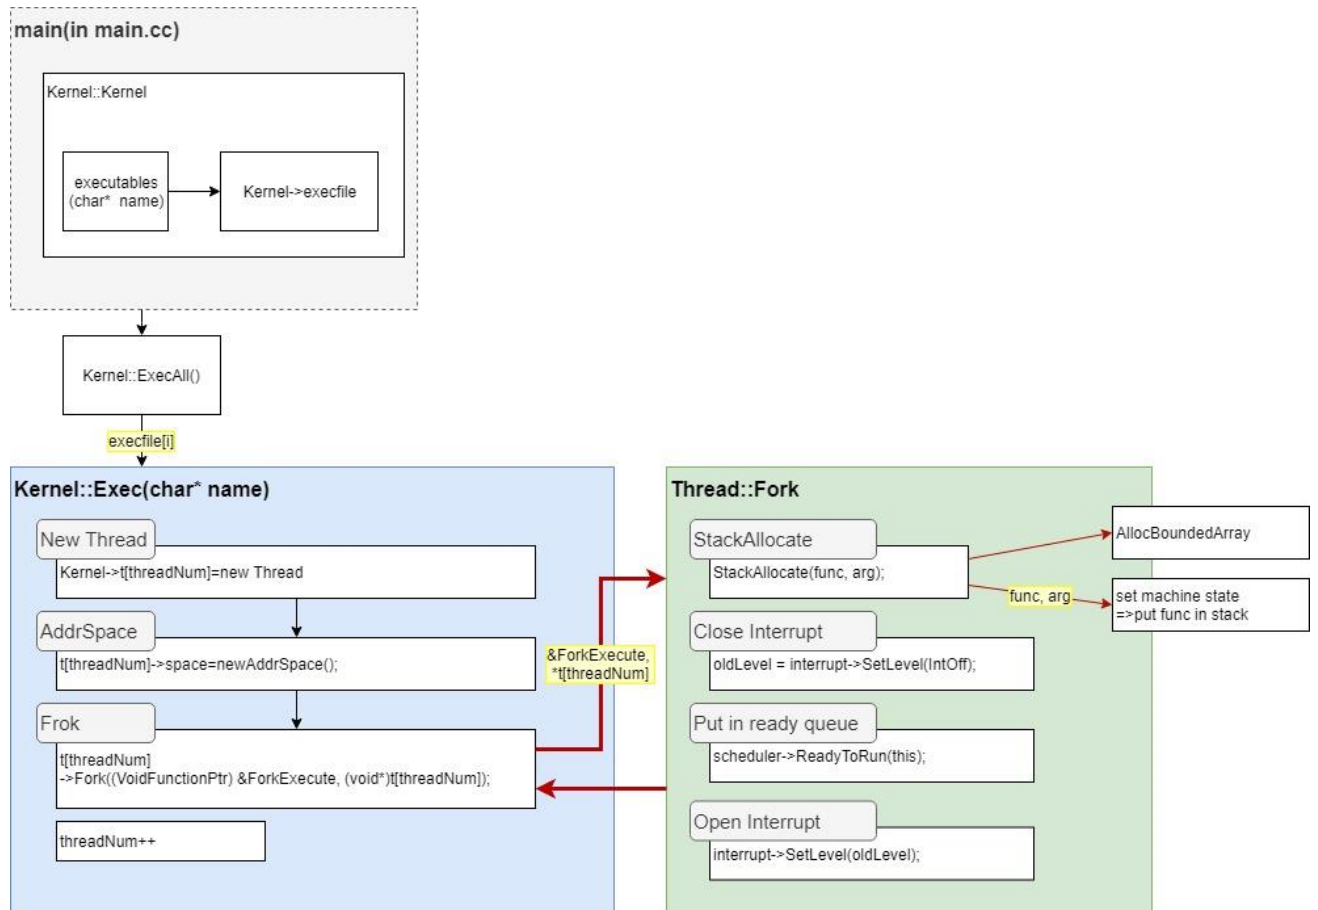 main(in main.cc)
Kernel::Kernel
executables
(char* name)
Kernel->execfile
Kernel::ExecAll()
execfile[i]
Kernel::Exec(char* name)
New Thread
Kernel->t[threadNum]=new Thread
AddrSpace
t[threadNum]->space=newAddrSpace();
Frok
t[threadNum]
->Fork((VoidFunctionPtr) &ForkExecute, (void*)t[threadNum]);
threadNum++
&ForkExecute,
*t[threadNum]
Thread::Fork
StackAllocate
StackAllocate(func, arg);
AllocBoundedArray
func, arg
set machine state
=>put func in stack
Close Interrupt
oldLevel = interrupt->SetLevel(IntOff);
Put in ready queue
scheduler->ReadyToRun(this);
Open Interrupt
interrupt->SetLevel(oldLevel);